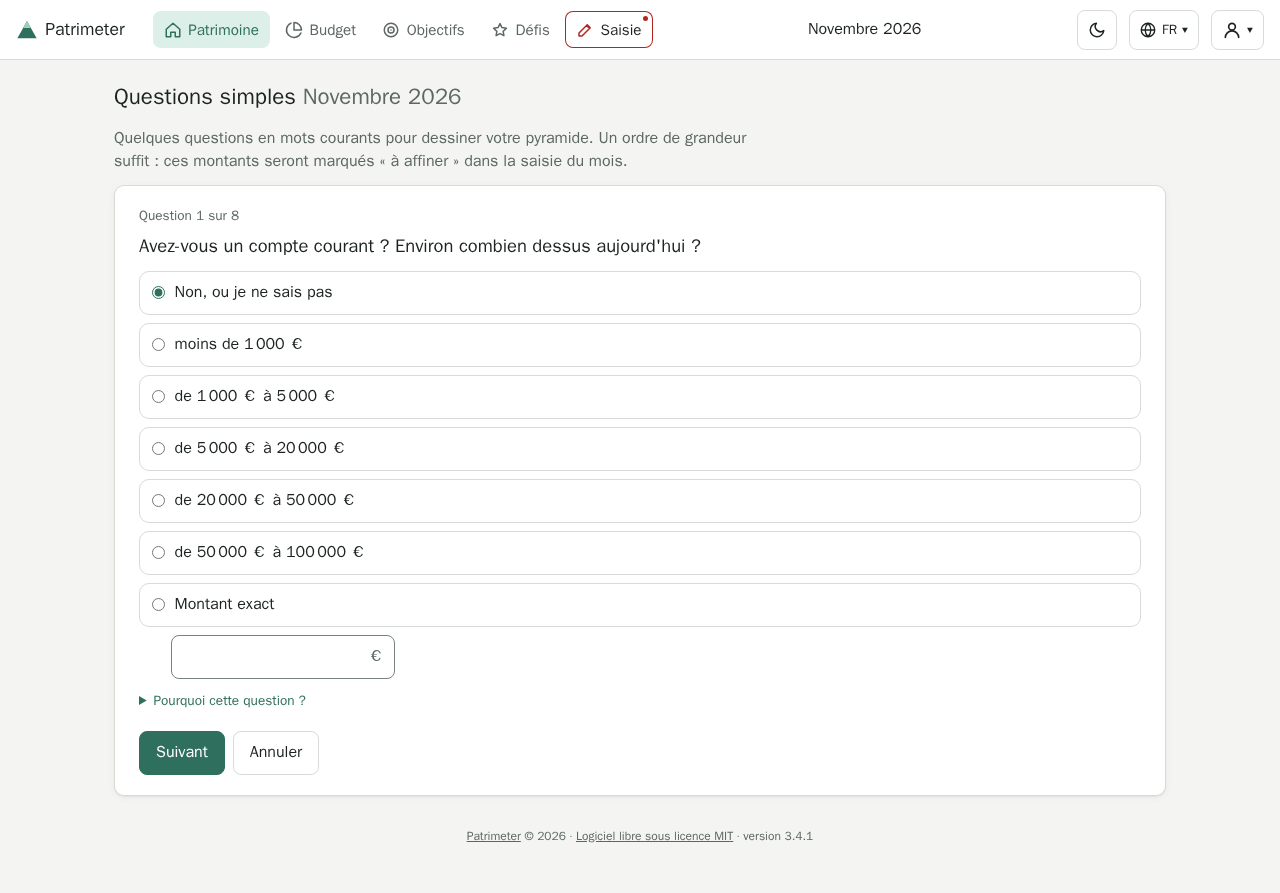 Patrimeter
Patrimoine
Budget
Objectifs
Défis
Saisie
Novembre 2026
FR ▾
▾
Questions simples Novembre 2026
Quelques questions en mots courants pour dessiner votre pyramide. Un ordre de grandeur
suffit : ces montants seront marqués « à affiner » dans la saisie du mois.
Question 1 sur 8
Avez-vous un compte courant ? Environ combien dessus aujourd'hui ?
Non, ou je ne sais pas
moins de 1 000 €
de 1 000 € à 5 000 €
de 5 000 € à 20 000 €
de 20 000 € à 50 000 €
de 50 000 € à 100 000 €
Montant exact
€
Pourquoi cette question ?
Suivant
Annuler
Patrimeter © 2026 · Logiciel libre sous licence MIT · version 3.4.1